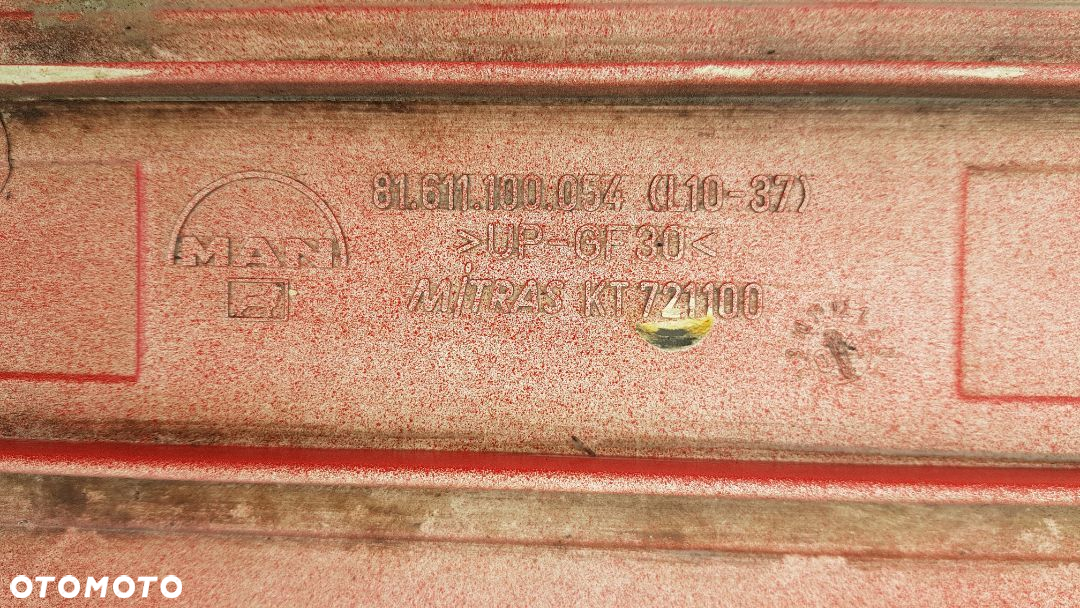 81.611.100.054 (L10-37)
MAN
>UP-GF30<
MITRAS KT 721100
OTOMOTO